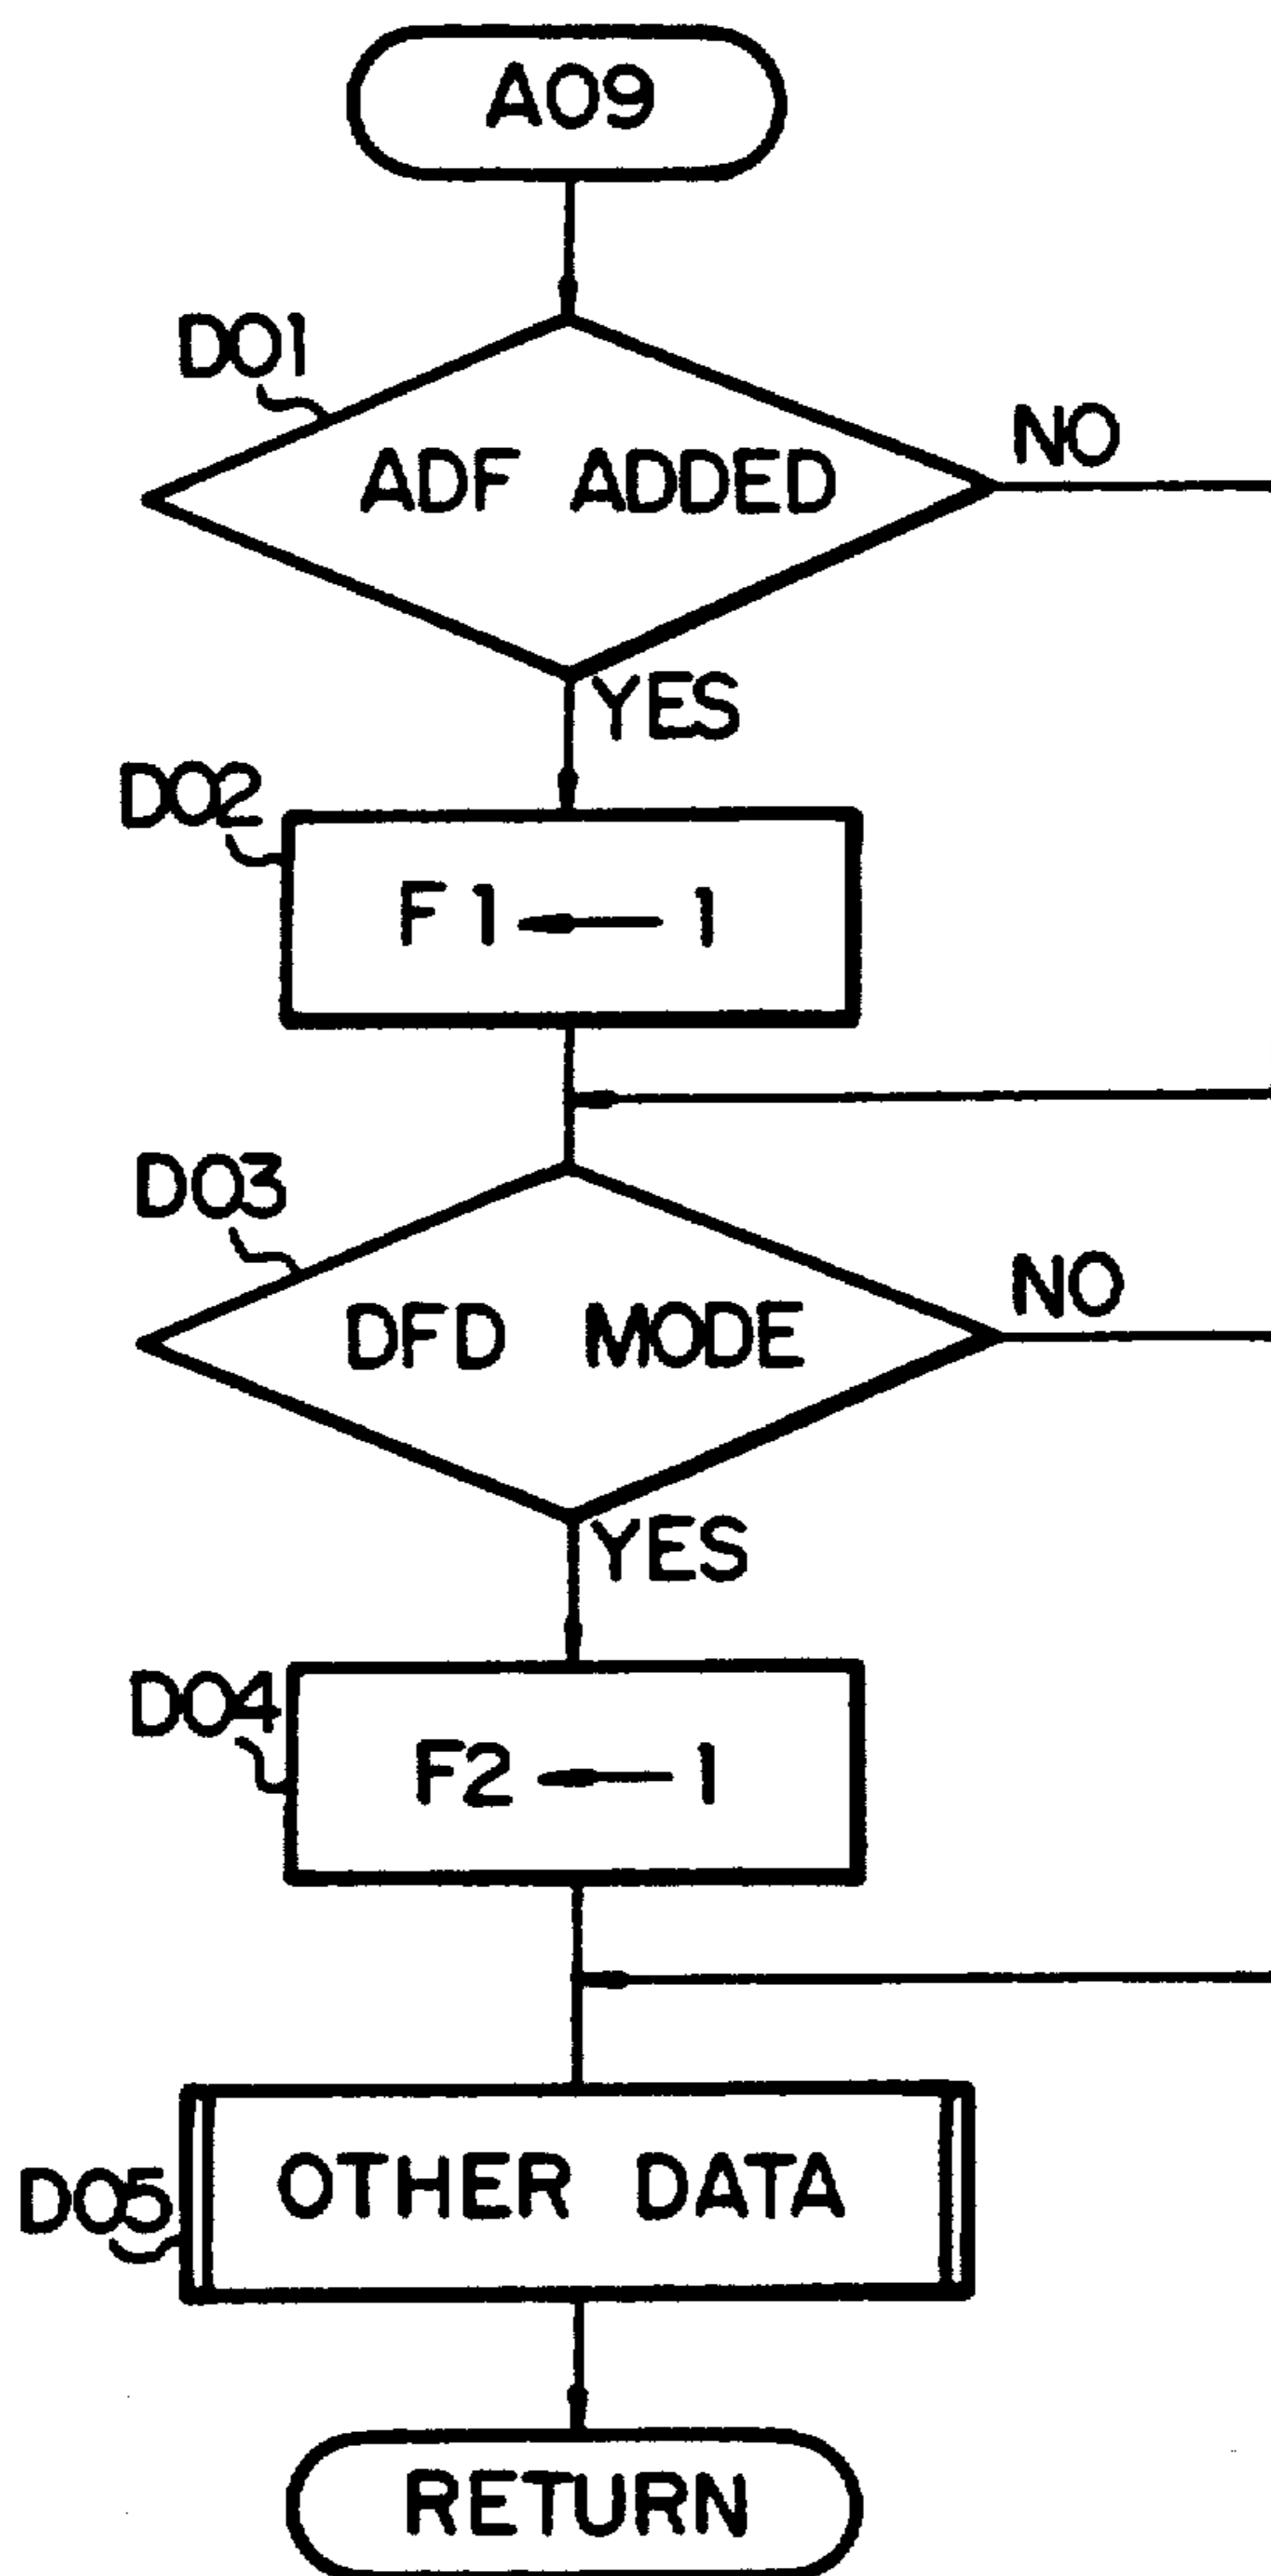 A09
D01
ADF ADDED
NO
YES
D02
F1 ← 1
D03
DFD MODE
NO
YES
D04
F2 ← 1
D05
OTHER DATA
RETURN